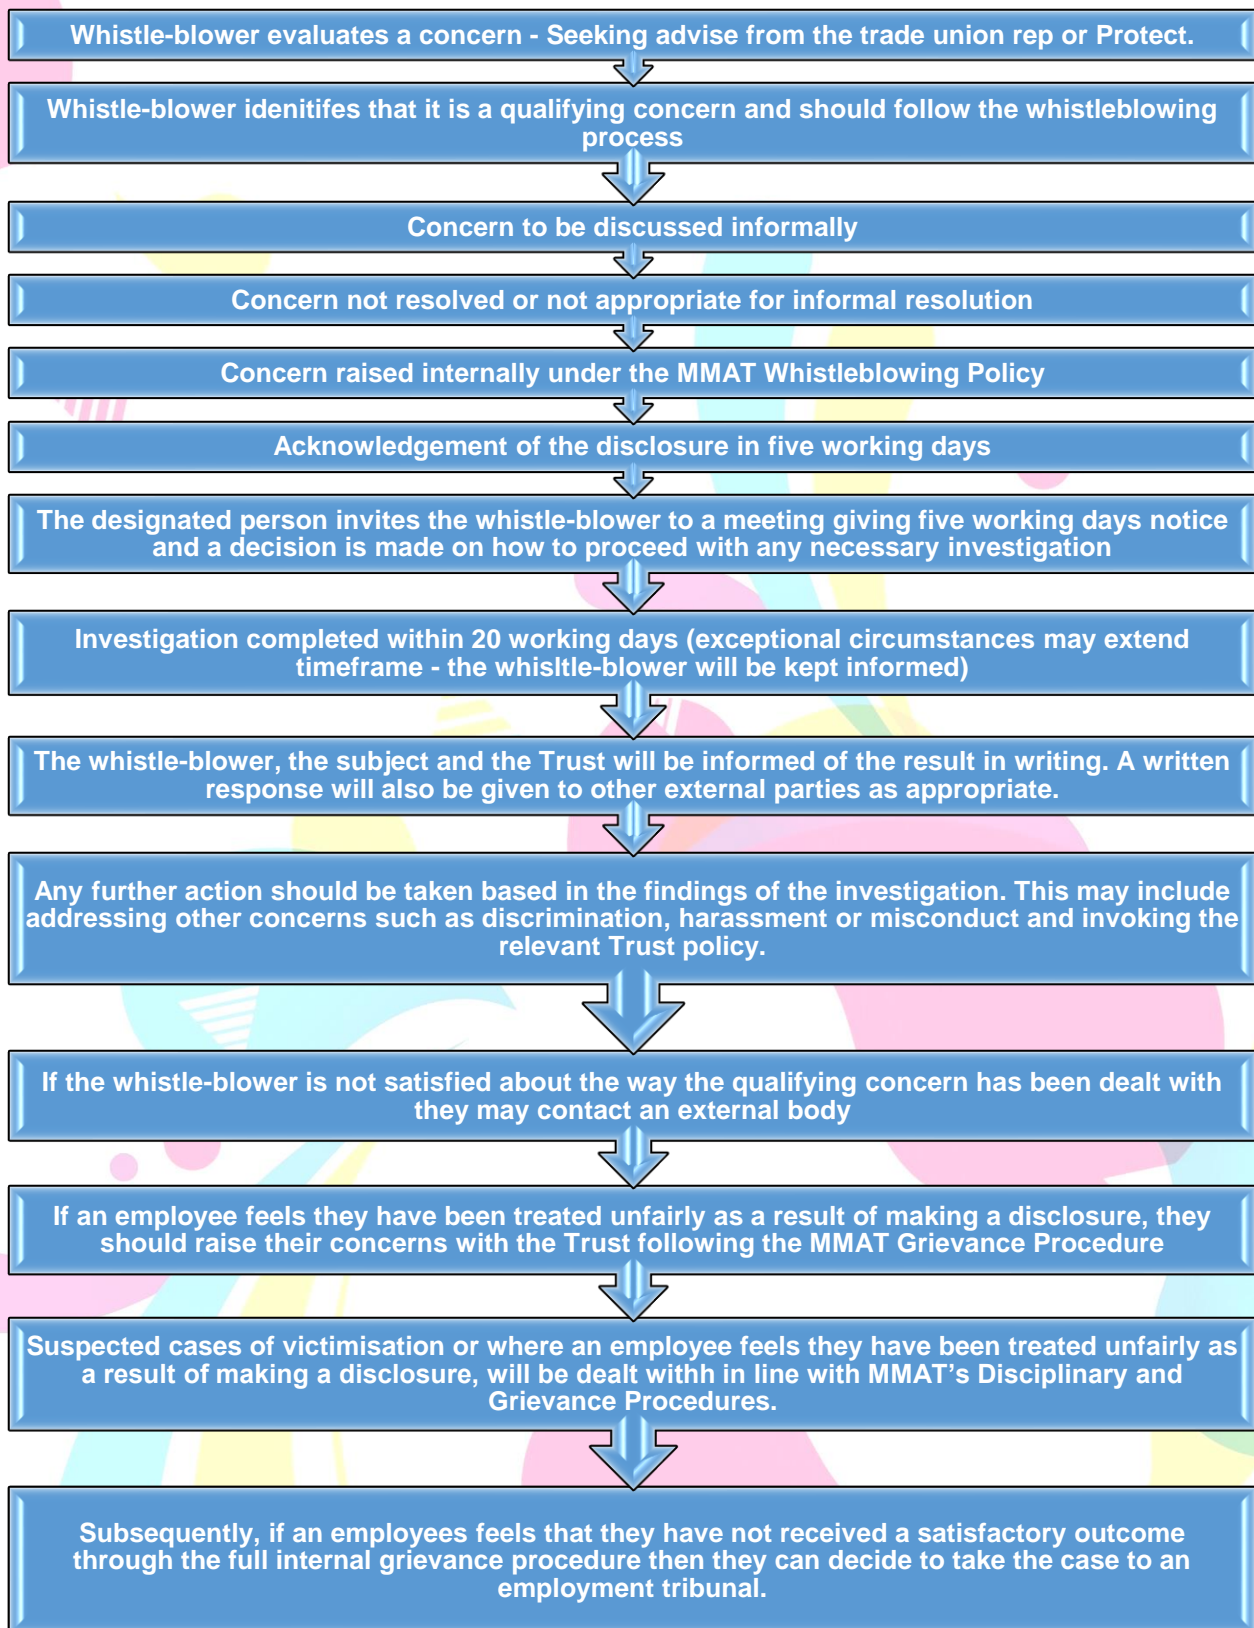 Whistle-blower evaluates a concern - Seeking advise from the trade union rep or Protect.
Whistle-blower idenitifes that it is a qualifying concern and should follow the whistleblowing
process
Concern to be discussed informally
Concern not resolved or not appropriate for informal resolution
Concern raised internally under the MMAT Whistleblowing Policy
Acknowledgement of the disclosure in five working days
The designated person invites the whistle-blower to a meeting giving five working days notice
and a decision is made on how to proceed with any necessary investigation
Investigation completed within 20 working days (exceptional circumstances may extend
timeframe - the whisltle-blower will be kept informed)
The whistle-blower, the subject and the Trust will be informed of the result in writing. A written
response will also be given to other external parties as appropriate.
Any further action should be taken based in the findings of the investigation. This may include
addressing other concerns such as discrimination, harassment or misconduct and invoking the
relevant Trust policy.
If the whistle-blower is not satisfied about the way the qualifying concern has been dealt with
they may contact an external body
If an employee feels they have been treated unfairly as a result of making a disclosure, they
should raise their concerns with the Trust following the MMAT Grievance Procedure
Suspected cases of victimisation or where an employee feels they have been treated unfairly as
a result of making a disclosure, will be dealt withh in line with MMAT’s Disciplinary and
Grievance Procedures.
Subsequently, if an employees feels that they have not received a satisfactory outcome
through the full internal grievance procedure then they can decide to take the case to an
employment tribunal.